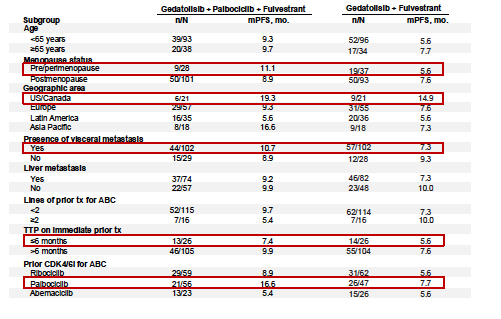 Gedatolisib + Palbociclib + Fulvestrant Gedatolisib + Fulvestrant
Subgroup n/N mPFS, mo. n/N mPFS, mo.
Age
<65 years 39/93 9.3 52/96 5.6
≥65 years 20/38 9.7 17/34 7.7
Menopause status
Pre/perimenopause 9/28 11.1 19/37 5.6
Postmenopause 50/101 8.9 50/93 7.6
Geographic area
US/Canada 6/21 19.3 9/21 14.9
Europe 29/57 9.3 31/55 7.6
Latin America 16/35 5.6 20/36 5.6
Asia Pacific 8/18 16.6 9/18 7.3
Presence of visceral metastasis
Yes 44/102 10.7 57/102 7.3
No 15/29 8.9 12/28 9.3
Liver metastasis
Yes 37/74 9.2 46/82 7.3
No 22/57 9.9 23/48 10.0
Lines of prior tx for ABC
<2 52/115 9.7 62/114 7.3
≥2 7/16 5.4 7/16 10.0
TTP on immediate prior tx
≤6 months 13/26 7.4 14/26 5.6
>6 months 46/105 9.9 55/104 7.6
Prior CDK4/6i for ABC
Ribociclib 29/59 8.9 31/62 5.6
Palbociclib 21/56 16.6 26/47 7.7
Abemaciclib 13/23 5.4 15/26 5.6